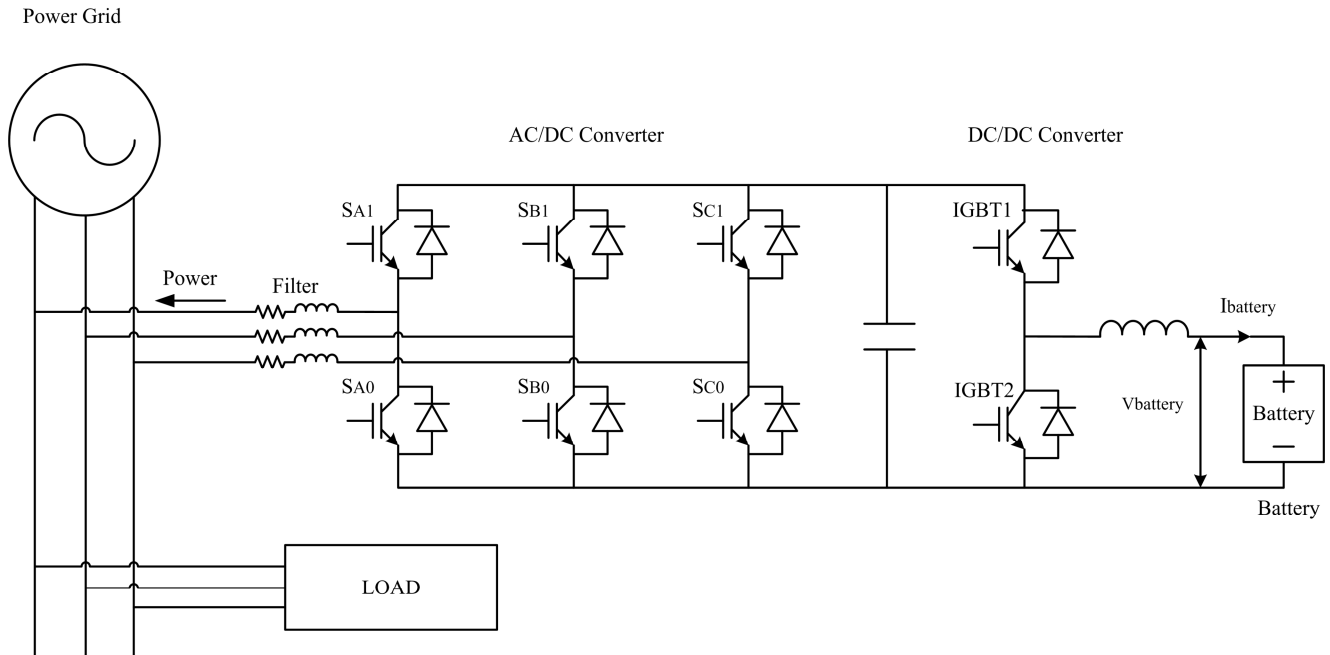 Power Grid
AC/DC Converter
DC/DC Converter
SA1
SB1
SC1
IGBT1
Power
Filter
Ibattery
SA0
SB0
SC0
IGBT2
Vbattery
+
Battery
−
Battery
LOAD